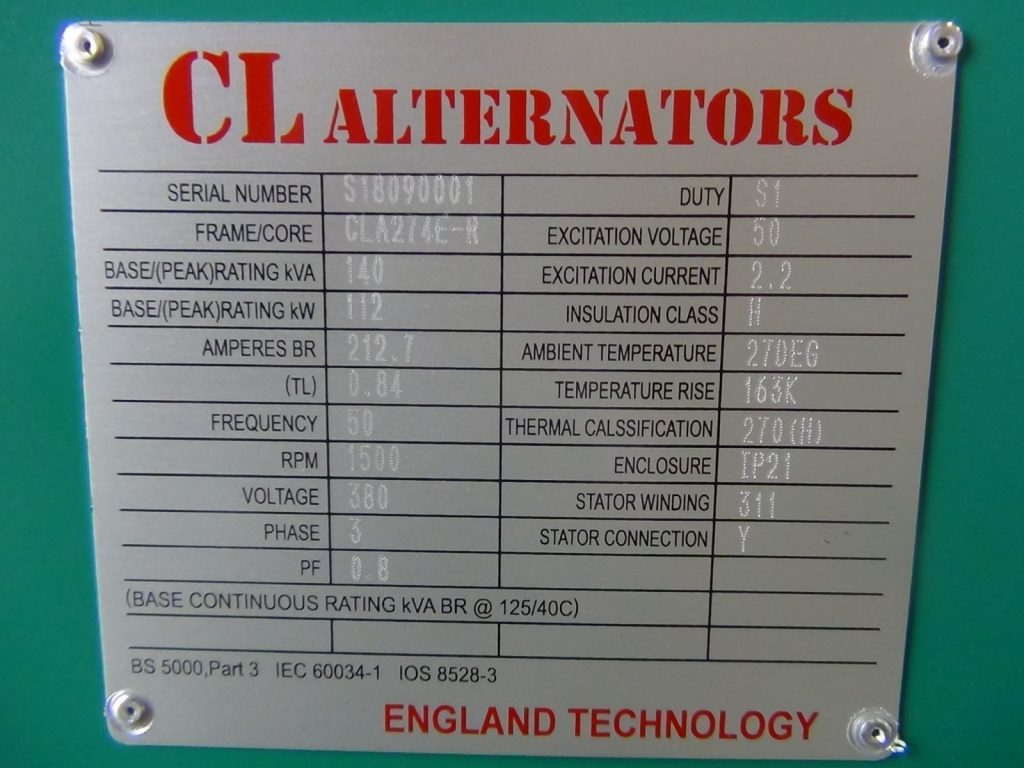 CL ALTERNATORS
SERIAL NUMBER S18090001 DUTY S1
FRAME/CORE CLA274E-R EXCITATION VOLTAGE 50
BASE/(PEAK)RATING kVA 140 EXCITATION CURRENT 2.2
BASE/(PEAK)RATING kW 112 INSULATION CLASS H
AMPERES BR 212.7 AMBIENT TEMPERATURE 27DEG
(TL) 0.84 TEMPERATURE RISE 163K
FREQUENCY 50 THERMAL CALSSIFICATION 270(H)
RPM 1500 ENCLOSURE IP21
VOLTAGE 380 STATOR WINDING 311
PHASE 3 STATOR CONNECTION Y
PF 0.8
(BASE CONTINUOUS RATING kVA BR @ 125/40C)
BS 5000,Part 3 IEC 60034-1 IOS 8528-3
ENGLAND TECHNOLOGY